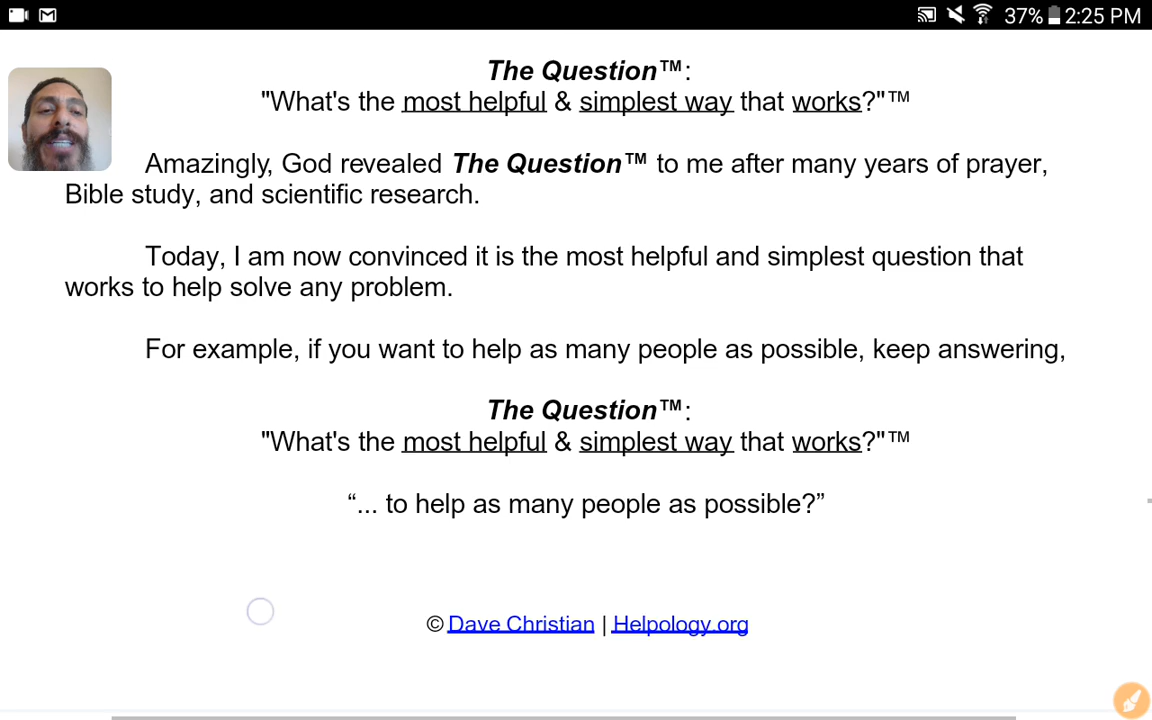 37% 2:25 PM
The Question™:
"What's the most helpful & simplest way that works?"™
Amazingly, God revealed The Question™ to me after many years of prayer,
Bible study, and scientific research.
Today, I am now convinced it is the most helpful and simplest question that
works to help solve any problem.
For example, if you want to help as many people as possible, keep answering,
The Question™:
"What's the most helpful & simplest way that works?"™
“... to help as many people as possible?”
© Dave Christian | Helpology.org